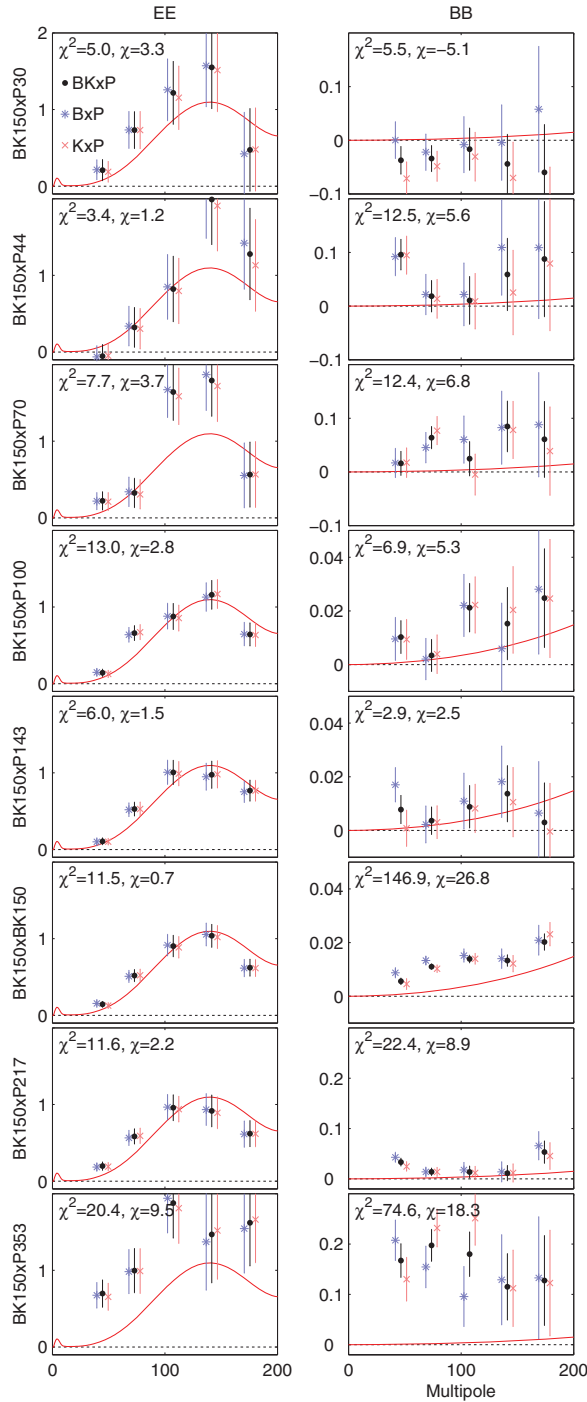 EE
BB
BK150xP30
χ²=5.0, χ=3.3
BKxP
BxP
KxP
2
1
0
χ²=5.5, χ=−5.1
0.1
0
−0.1
BK150xP44
χ²=3.4, χ=1.2
1
0
χ²=12.5, χ=5.6
0.1
0
−0.1
BK150xP70
χ²=7.7, χ=3.7
1
0
χ²=12.4, χ=6.8
0.1
0
−0.1
BK150xP100
χ²=13.0, χ=2.8
1
0
χ²=6.9, χ=5.3
0.04
0.02
0
BK150xP143
χ²=6.0, χ=1.5
1
0
χ²=2.9, χ=2.5
0.04
0.02
0
BK150xBK150
χ²=11.5, χ=0.7
1
0
χ²=146.9, χ=26.8
0.04
0.02
0
BK150xP217
χ²=11.6, χ=2.2
1
0
χ²=22.4, χ=8.9
0.2
0.1
0
BK150xP353
χ²=20.4, χ=9.5
1
0
χ²=74.6, χ=18.3
0.2
0.1
0
0 100 200
0 100 200
Multipole